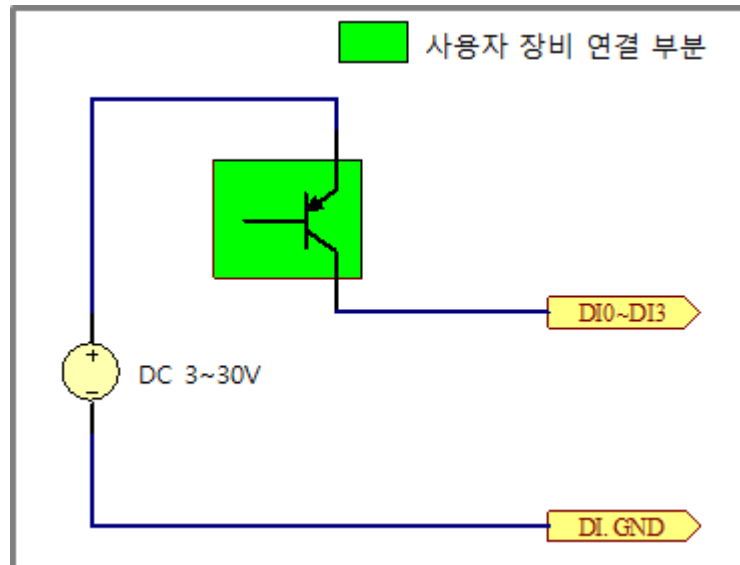 사용자 장비 연결 부분
DI0~DI3
+
DC 3~30V
−
DI. GND